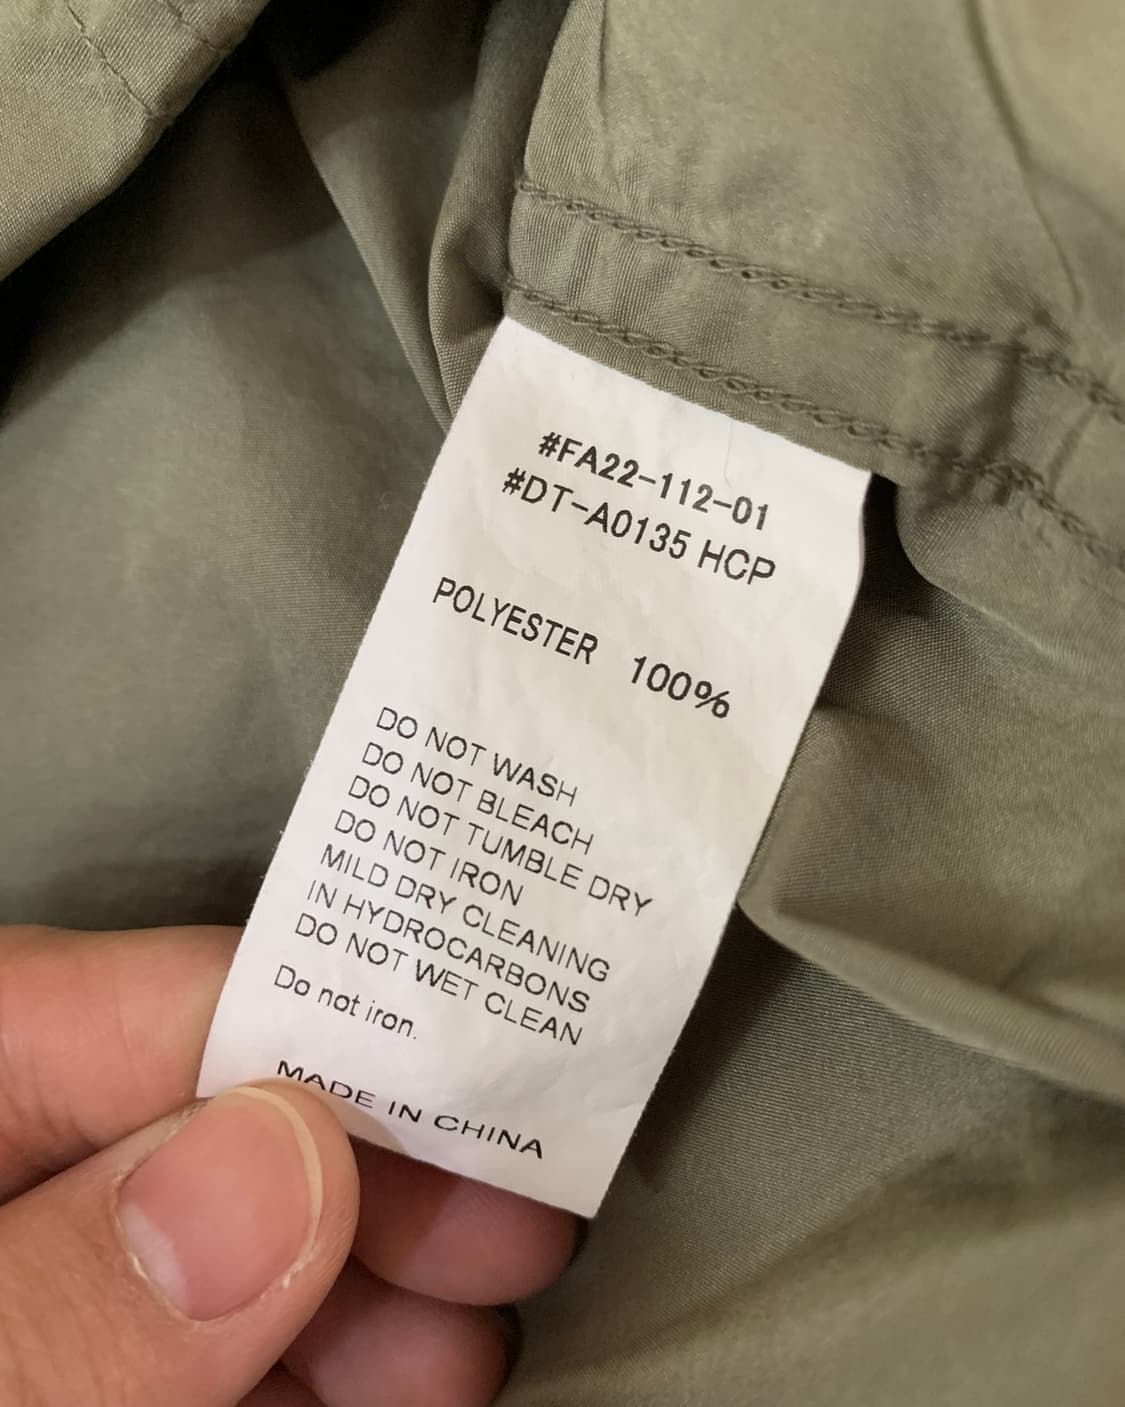 #FA22-112-01
#DT-A0135 HCP
POLYESTER 100%
DO NOT WASH
DO NOT BLEACH
DO NOT TUMBLE DRY
DO NOT IRON
MILD DRY CLEANING
IN HYDROCARBONS
DO NOT WET CLEAN
Do not iron.
MADE IN CHINA